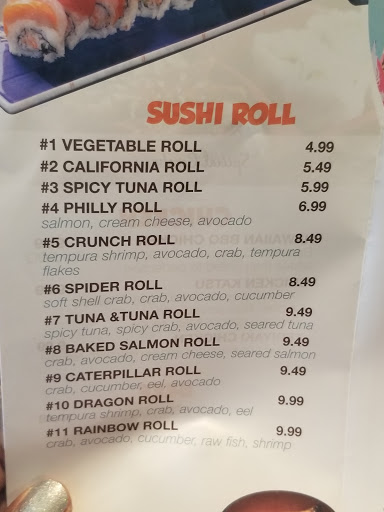 SUSHI ROLL
#1 VEGETABLE ROLL 4.99
#2 CALIFORNIA ROLL 5.49
#3 SPICY TUNA ROLL 5.99
#4 PHILLY ROLL 6.99
salmon, cream cheese, avocado
#5 CRUNCH ROLL 8.49
tempura shrimp, avocado, crab, tempura
flakes
#6 SPIDER ROLL 8.49
soft shell crab, crab, avocado, cucumber
#7 TUNA &TUNA ROLL 9.49
spicy tuna, spicy crab, avocado, seared tuna
#8 BAKED SALMON ROLL 9.49
crab, avocado, cream cheese, seared salmon
#9 CATERPILLAR ROLL 9.49
crab, cucumber, eel, avocado
#10 DRAGON ROLL 9.99
tempura shrimp, crab, avocado, eel
#11 RAINBOW ROLL 9.99
crab, avocado, cucumber, raw fish, shrimp